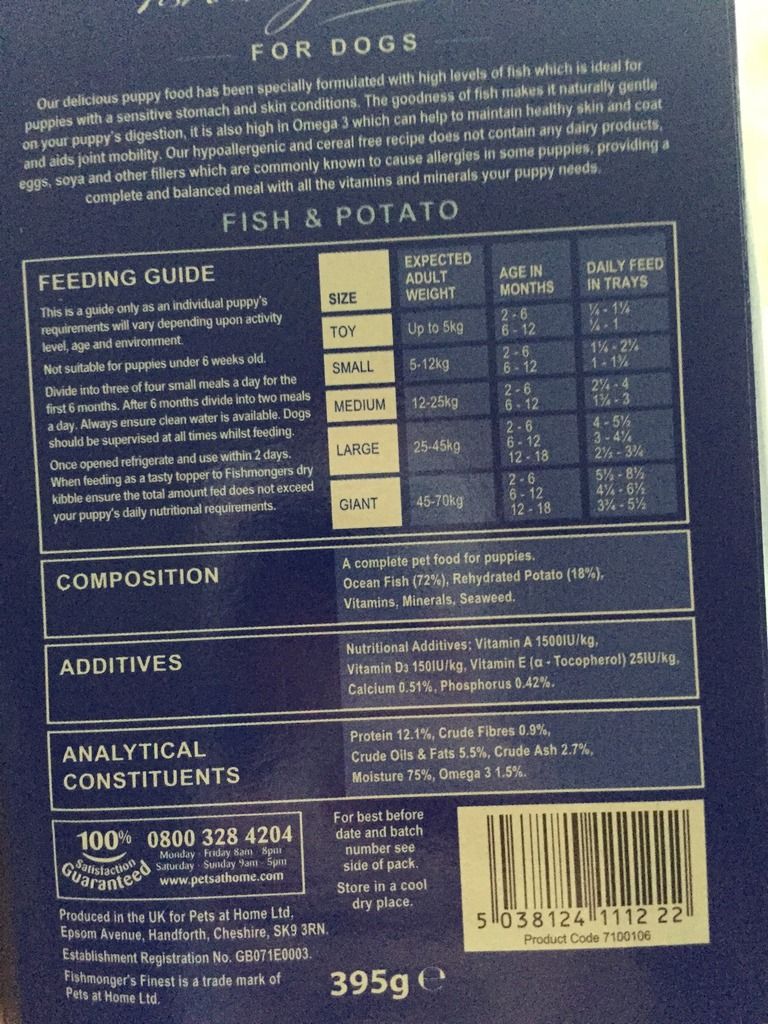 FOR DOGS
Our delicious puppy food has been specially formulated with high levels of fish which is ideal for
puppies with a sensitive stomach and skin conditions. The goodness of fish makes it naturally gentle
on your puppy's digestion, it is also high in Omega 3 which can help to maintain healthy skin and coat
and aids joint mobility. Our hypoallergenic and cereal free recipe does not contain any dairy products,
eggs, soya and other fillers which are commonly known to cause allergies in some puppies, providing a
complete and balanced meal with all the vitamins and minerals your puppy needs.
FISH & POTATO
FEEDING GUIDE
This is a guide only as an individual puppy's
requirements will vary depending upon activity
level, age and environment.
Not suitable for puppies under 6 weeks old.
Divide into three of four small meals a day for the
first 6 months. After 6 months divide into two meals
a day. Always ensure clean water is available. Dogs
should be supervised at all times whilst feeding.
Once opened refrigerate and use within 2 days.
When feeding as a tasty topper to Fishmongers dry
kibble ensure the total amount fed does not exceed
your puppy's daily nutritional requirements.
SIZE
EXPECTED
ADULT
WEIGHT
AGE IN
MONTHS
DAILY FEED
IN TRAYS
TOY
Up to 5kg
2 - 6
6 - 12
¼ - 1¼
¼ - 1
SMALL
5-12kg
2 - 6
6 - 12
1¼ - 2¼
1 - 1¾
MEDIUM
12-25kg
2 - 6
6 - 12
2¼ - 4
1¾ - 3
LARGE
25-45kg
2 - 6
6 - 12
12 - 18
4 - 5½
3 - 4¼
2½ - 3¾
GIANT
45-70kg
2 - 6
6 - 12
12 - 18
5½ - 8½
4¼ - 6½
3¾ - 5½
COMPOSITION
A complete pet food for puppies.
Ocean Fish (72%), Rehydrated Potato (18%),
Vitamins, Minerals, Seaweed.
ADDITIVES
Nutritional Additives; Vitamin A 1500IU/kg,
Vitamin D3 150IU/kg, Vitamin E (α - Tocopherol) 25IU/kg,
Calcium 0.51%, Phosphorus 0.42%.
ANALYTICAL
CONSTITUENTS
Protein 12.1%, Crude Fibres 0.9%,
Crude Oils & Fats 5.5%, Crude Ash 2.7%,
Moisture 75%, Omega 3 1.5%.
100%
Satisfaction
Guaranteed
0800 328 4204
Monday - Friday 8am - 8pm
Saturday - Sunday 9am - 5pm
www.petsathome.com
For best before
date and batch
number see
side of pack.
Store in a cool
dry place.
5 038124 1112 22
Product Code 7100106
Produced in the UK for Pets at Home Ltd,
Epsom Avenue, Handforth, Cheshire, SK9 3RN.
Establishment Registration No. GB071E0003.
Fishmonger's Finest is a trade mark of
Pets at Home Ltd.
395g ℮